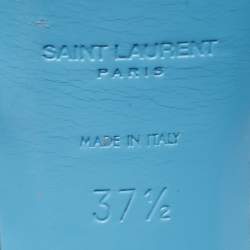 SAINT LAURENT
PARIS
MADE IN ITALY
37½